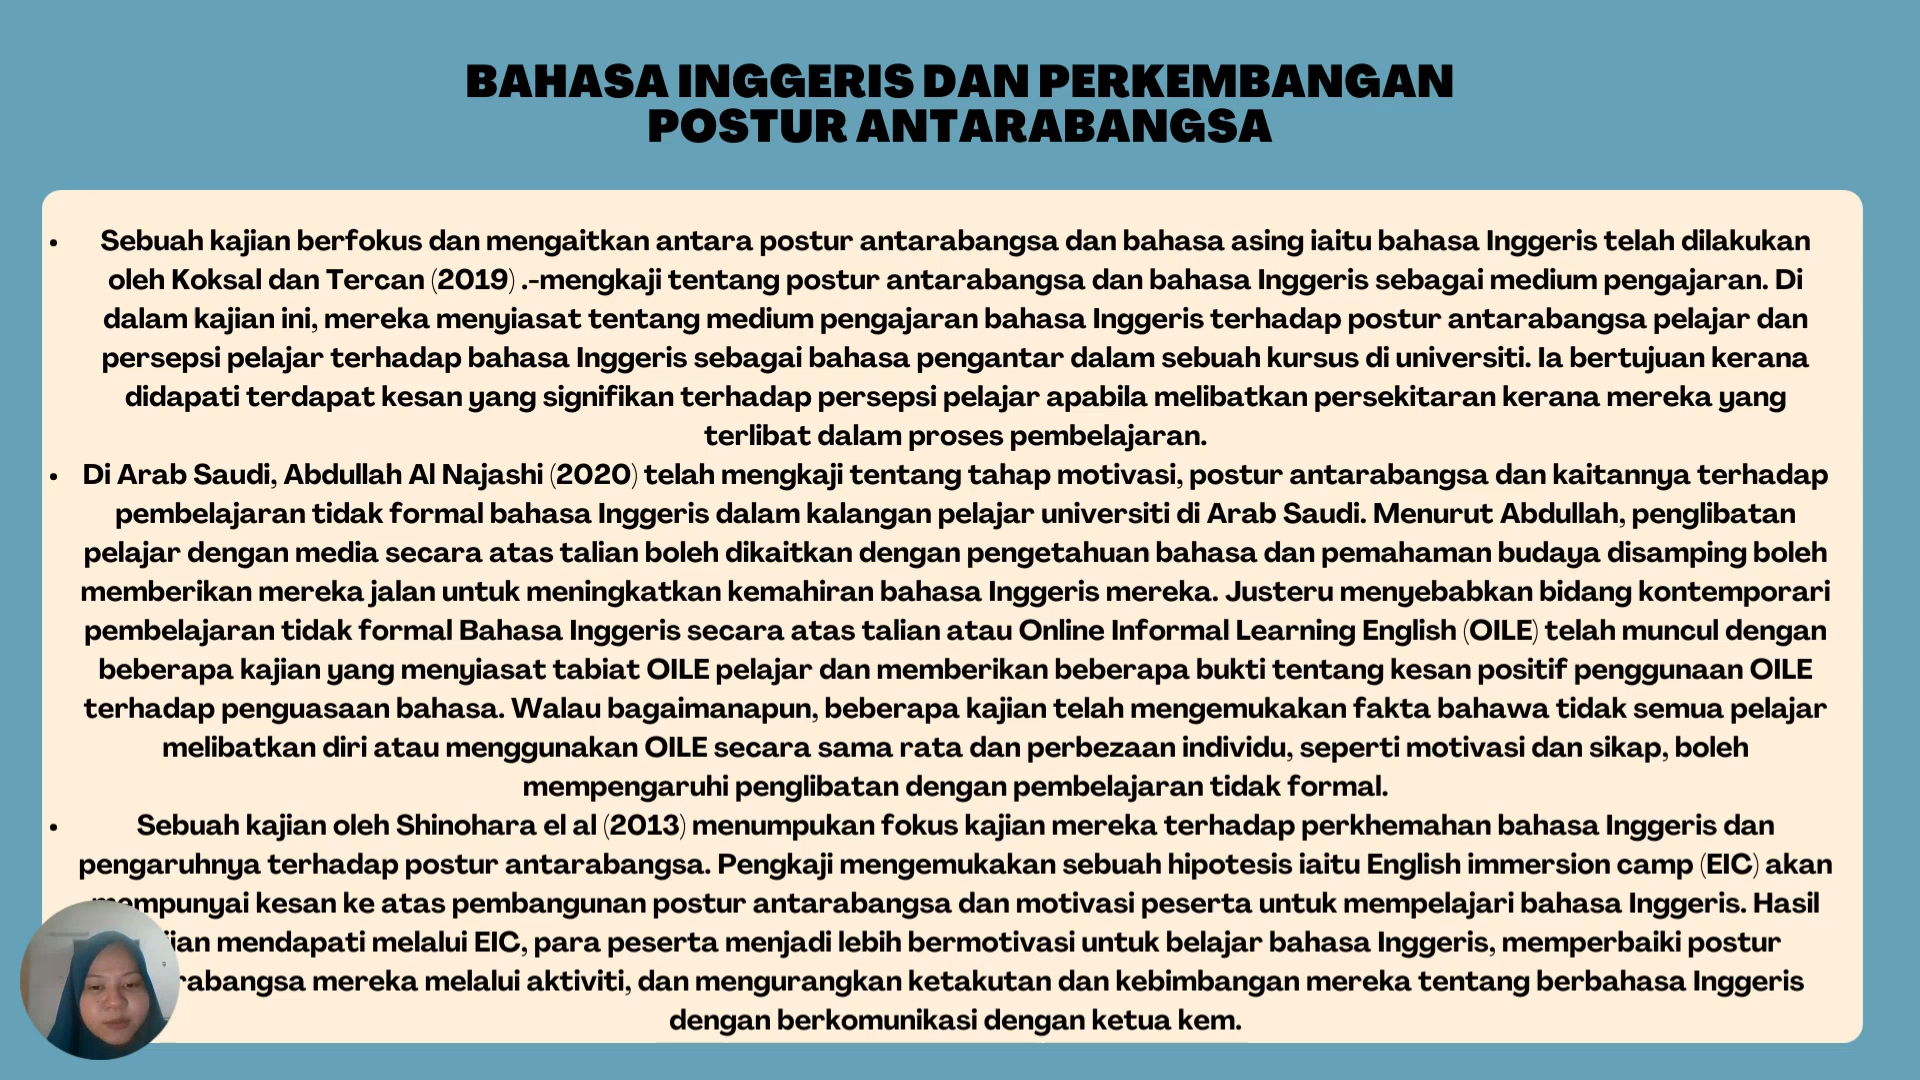 BAHASA INGGERIS DAN PERKEMBANGAN
POSTUR ANTARABANGSA
• Sebuah kajian berfokus dan mengaitkan antara postur antarabangsa dan bahasa asing iaitu bahasa Inggeris telah dilakukan
oleh Koksal dan Tercan (2019) .-mengkaji tentang postur antarabangsa dan bahasa Inggeris sebagai medium pengajaran. Di
dalam kajian ini, mereka menyiasat tentang medium pengajaran bahasa Inggeris terhadap postur antarabangsa pelajar dan
persepsi pelajar terhadap bahasa Inggeris sebagai bahasa pengantar dalam sebuah kursus di universiti. Ia bertujuan kerana
didapati terdapat kesan yang signifikan terhadap persepsi pelajar apabila melibatkan persekitaran kerana mereka yang
terlibat dalam proses pembelajaran.
• Di Arab Saudi, Abdullah Al Najashi (2020) telah mengkaji tentang tahap motivasi, postur antarabangsa dan kaitannya terhadap
pembelajaran tidak formal bahasa Inggeris dalam kalangan pelajar universiti di Arab Saudi. Menurut Abdullah, penglibatan
pelajar dengan media secara atas talian boleh dikaitkan dengan pengetahuan bahasa dan pemahaman budaya disamping boleh
memberikan mereka jalan untuk meningkatkan kemahiran bahasa Inggeris mereka. Justeru menyebabkan bidang kontemporari
pembelajaran tidak formal Bahasa Inggeris secara atas talian atau Online Informal Learning English (OILE) telah muncul dengan
beberapa kajian yang menyiasat tabiat OILE pelajar dan memberikan beberapa bukti tentang kesan positif penggunaan OILE
terhadap penguasaan bahasa. Walau bagaimanapun, beberapa kajian telah mengemukakan fakta bahawa tidak semua pelajar
melibatkan diri atau menggunakan OILE secara sama rata dan perbezaan individu, seperti motivasi dan sikap, boleh
mempengaruhi penglibatan dengan pembelajaran tidak formal.
• Sebuah kajian oleh Shinohara el al (2013) menumpukan fokus kajian mereka terhadap perkhemahan bahasa Inggeris dan
pengaruhnya terhadap postur antarabangsa. Pengkaji mengemukakan sebuah hipotesis iaitu English immersion camp (EIC) akan
mempunyai kesan ke atas pembangunan postur antarabangsa dan motivasi peserta untuk mempelajari bahasa Inggeris. Hasil
mendapati melalui EIC, para peserta menjadi lebih bermotivasi untuk belajar bahasa Inggeris, memperbaiki postur
mereka melalui aktiviti, dan mengurangkan ketakutan dan kebimbangan mereka tentang berbahasa Inggeris
dengan berkomunikasi dengan ketua kem.